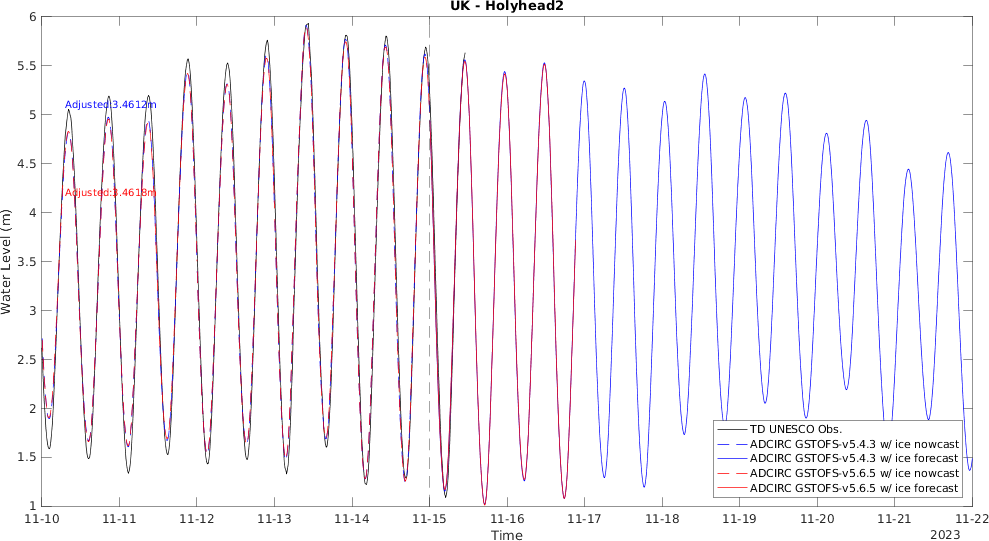 UK - Holyhead2
6
5.5
5
4.5
4
3.5
3
2.5
2
1.5
1
Water Level (m)
Adjusted:3.4612m
Adjusted:3.4618m
TD UNESCO Obs.
ADCIRC GSTOFS-v5.4.3 w/ ice nowcast
ADCIRC GSTOFS-v5.4.3 w/ ice forecast
ADCIRC GSTOFS-v5.6.5 w/ ice nowcast
ADCIRC GSTOFS-v5.6.5 w/ ice forecast
11-10 11-11 11-12 11-13 11-14 11-15 11-16 11-17 11-18 11-19 11-20 11-21 11-22
Time
2023